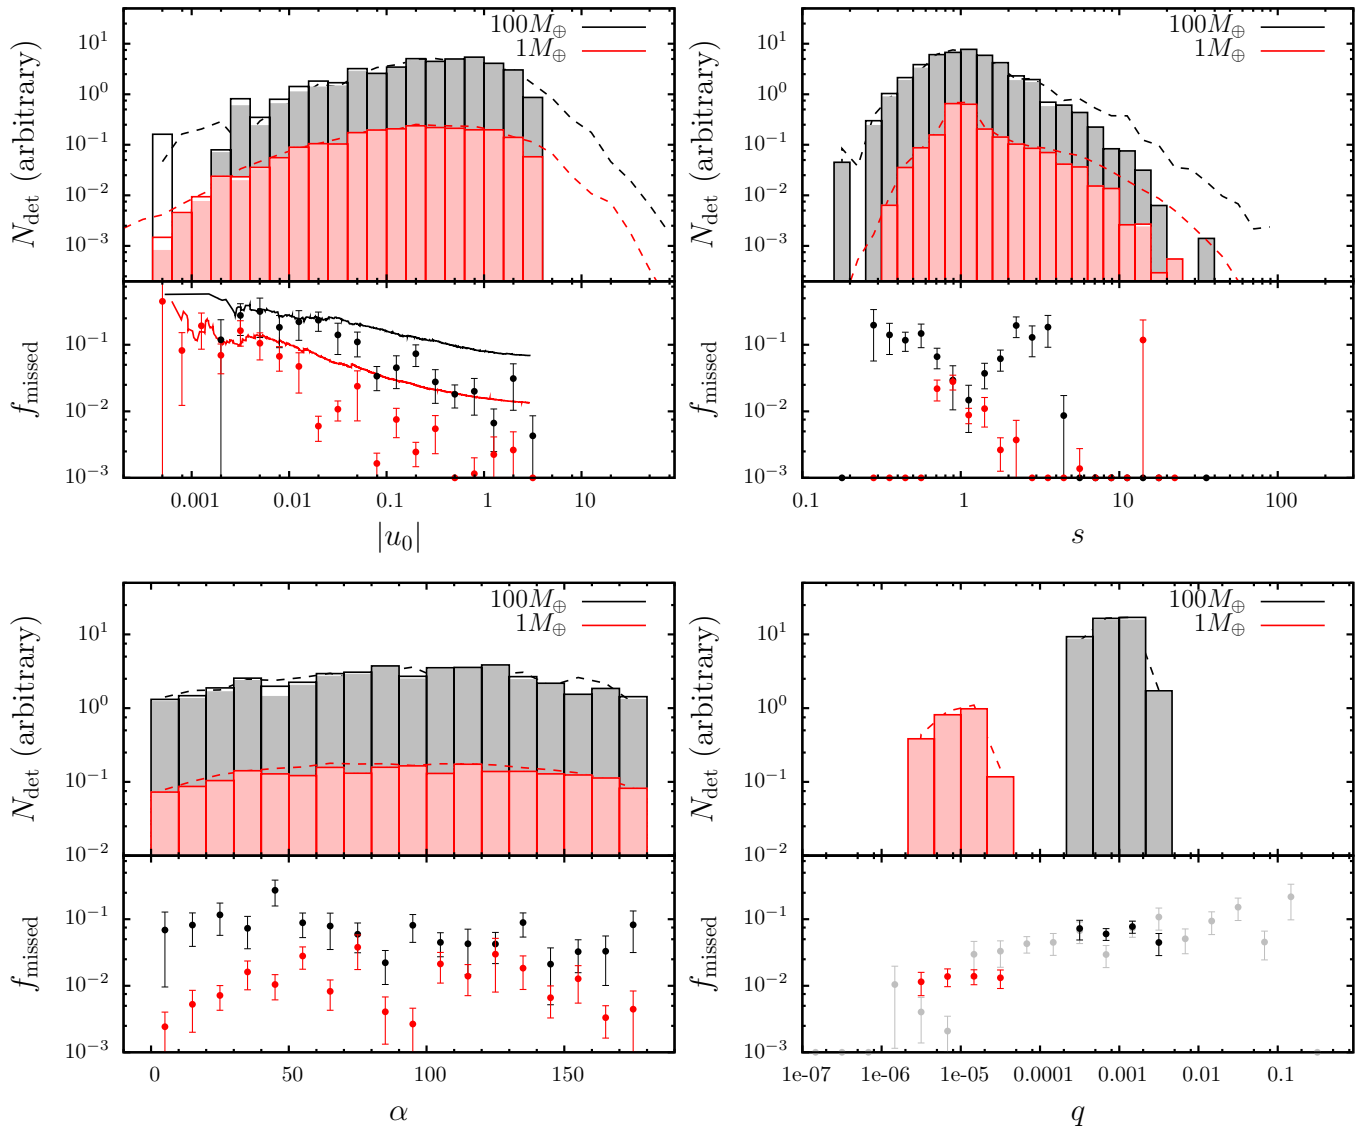 100M⊕
1M⊕
N_det (arbitrary)
10^1
10^0
10^−1
10^−2
10^−3
f_missed
10^−1
10^−2
10^−3
0.001 0.01 0.1 1 10
|u_0|
100M⊕
1M⊕
N_det (arbitrary)
10^1
10^0
10^−1
10^−2
10^−3
f_missed
10^−1
10^−2
10^−3
0.1 1 10 100
s
100M⊕
1M⊕
N_det (arbitrary)
10^1
10^0
10^−1
10^−2
f_missed
10^−1
10^−2
10^−3
0 50 100 150
α
100M⊕
1M⊕
N_det (arbitrary)
10^1
10^0
10^−1
10^−2
f_missed
10^−1
10^−2
10^−3
1e-07 1e-06 1e-05 0.0001 0.001 0.01 0.1
q